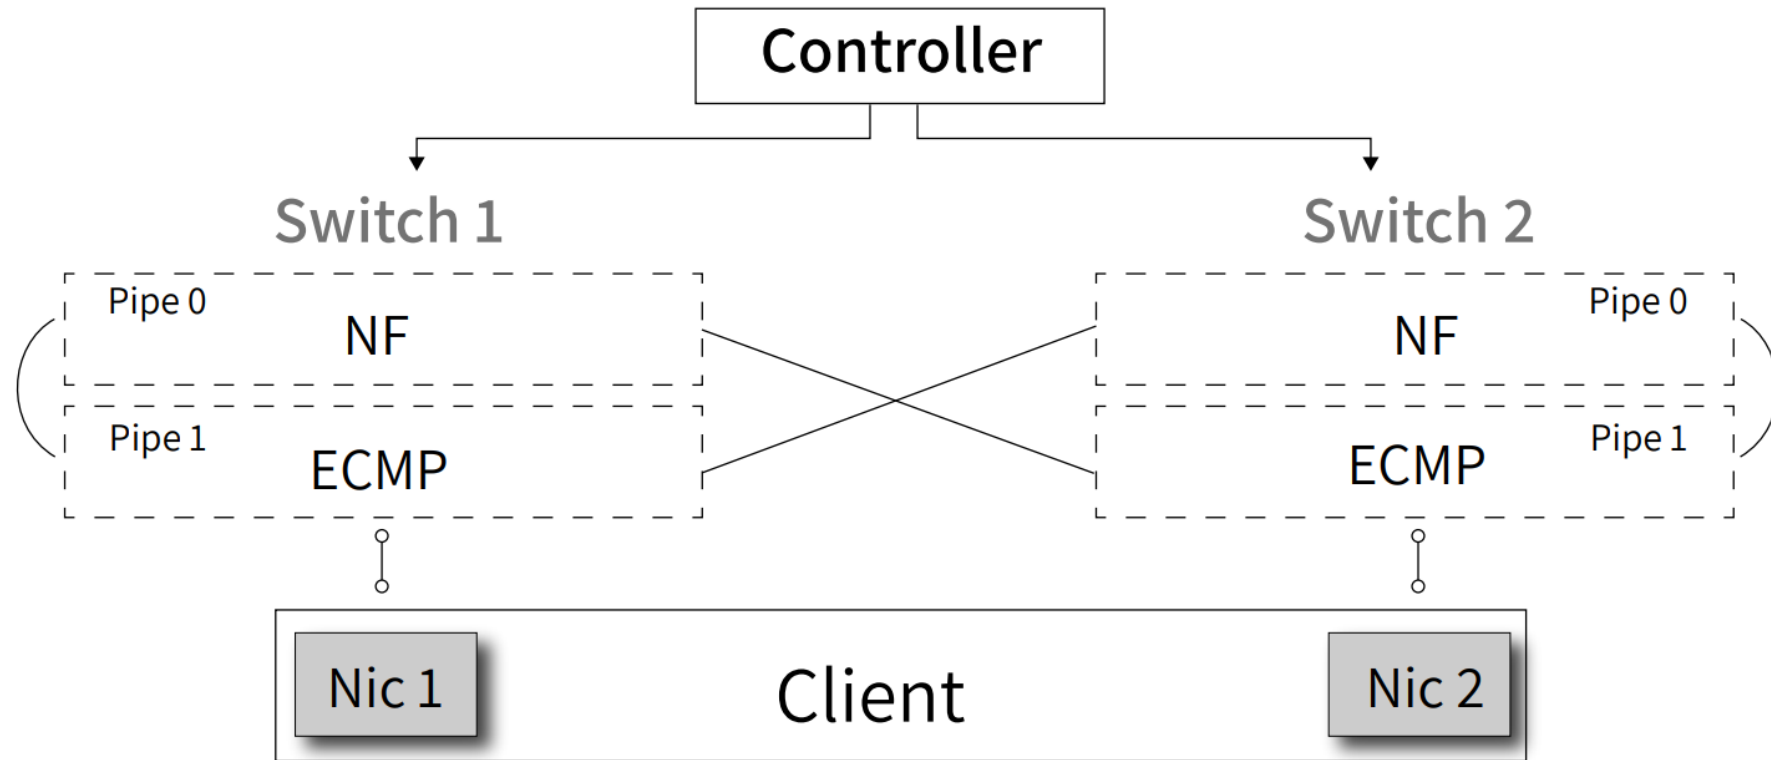 Controller
Switch 1
Switch 2
Pipe 0
NF
Pipe 0
NF
Pipe 1
ECMP
Pipe 1
ECMP
Nic 1
Client
Nic 2